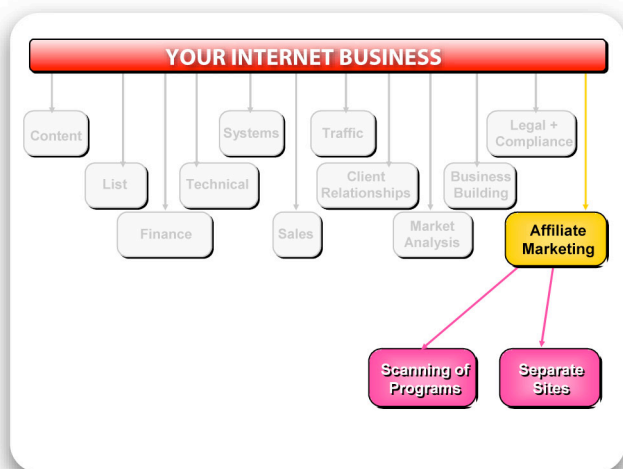 YOUR INTERNET BUSINESS
Content
Systems
Traffic
Legal +
Compliance
List
Technical
Client
Relationships
Business
Building
Finance
Sales
Market
Analysis
Affiliate
Marketing
Scanning of
Programs
Separate
Sites